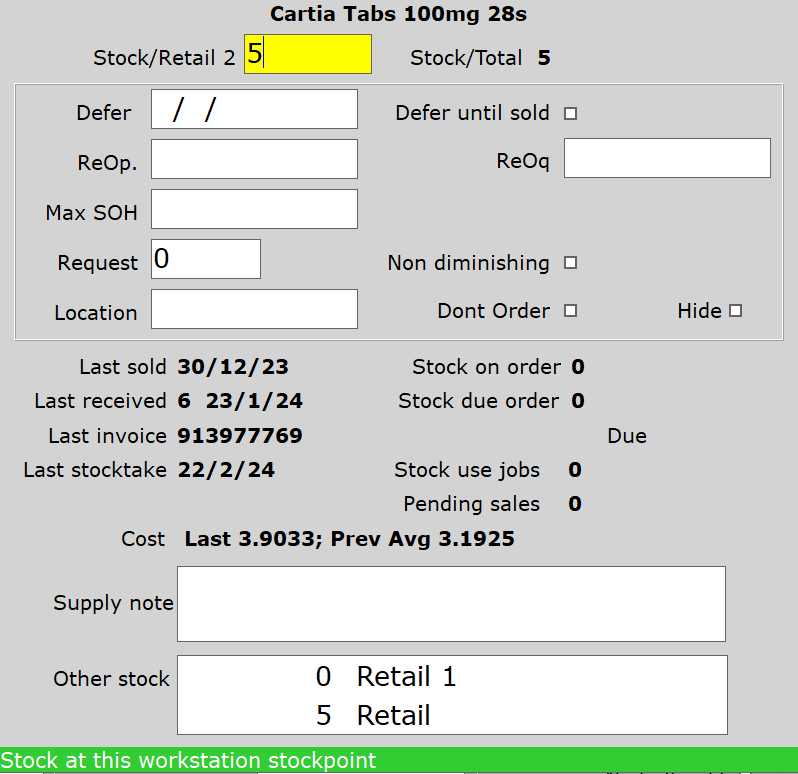 Cartia Tabs 100mg 28s
Stock/Retail 2 5 Stock/Total 5
Defer / / Defer until sold
ReOp. ReOq
Max SOH
Request 0 Non diminishing
Location Dont Order Hide
Last sold 30/12/23 Stock on order 0
Last received 6 23/1/24 Stock due order 0
Last invoice 913977769 Due
Last stocktake 22/2/24 Stock use jobs 0
Pending sales 0
Cost Last 3.9033; Prev Avg 3.1925
Supply note
Other stock 0 Retail 1
5 Retail
Stock at this workstation stockpoint